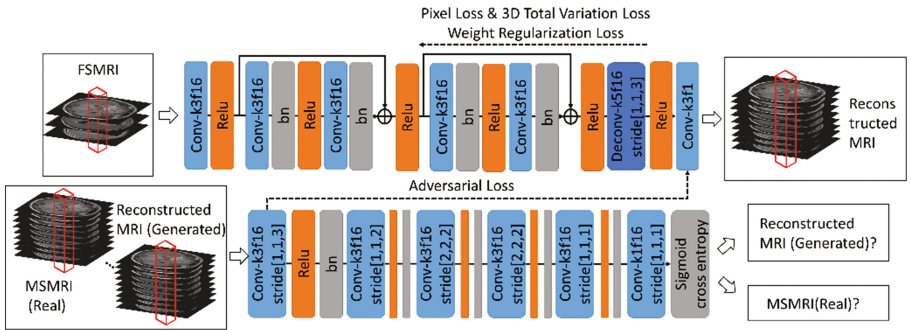 Pixel Loss & 3D Total Variation Loss
Weight Regularization Loss
FSMRI
Conv-k3f16
Relu
Conv-k3f16
bn
Relu
Conv-k3f16
bn
Relu
Conv-k3f16
bn
Relu
Conv-k3f16
bn
Relu
Deconv-k5f16
stride[1,1,3]
Relu
Conv-k3f1
Recons
tructed
MRI
Adversarial Loss
Reconstructed
MRI (Generated)
MSMRI
(Real)
Conv-k3f16
stride[1,1,3]
Relu
bn
Conv-k3f16
stride[1,1,2]
Conv-k3f16
stride[2,2,2]
Conv-k3f16
stride[2,2,2]
Conv-k3f16
stride[1,1,1]
Conv-k1f16
stride[1,1,1]
Sigmoid
cross entropy
Reconstructed
MRI (Generated)?
MSMRI(Real)?